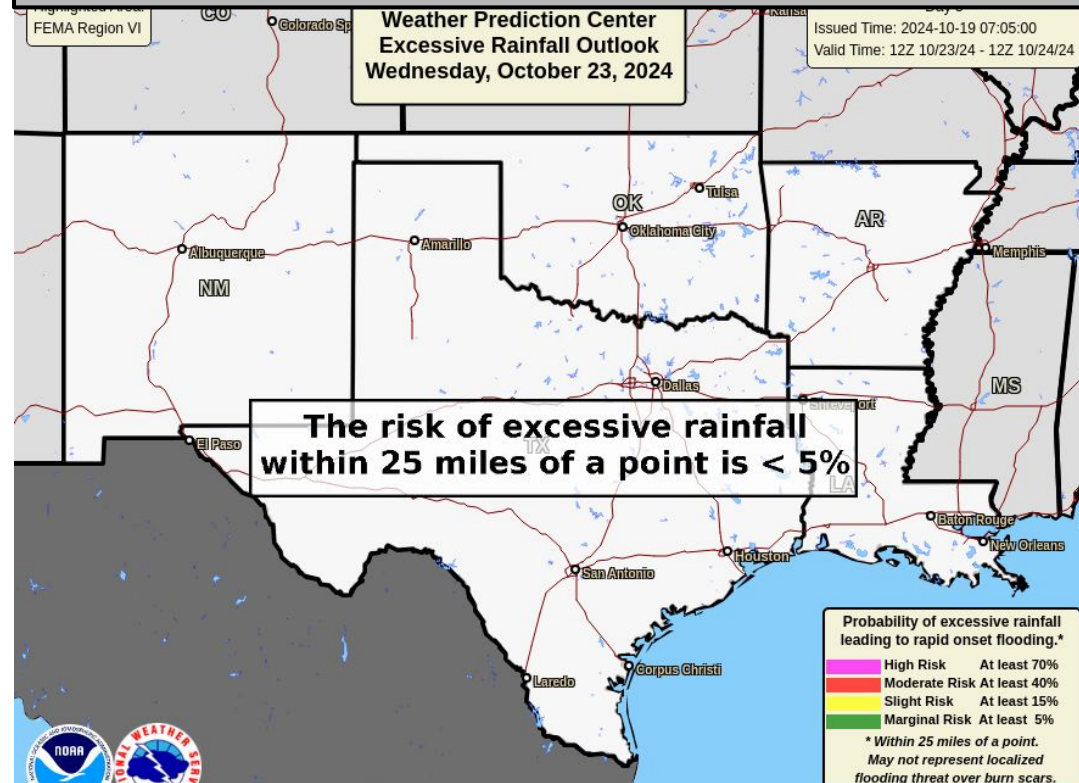 Highlighted Area:
FEMA Region VI
Weather Prediction Center
Excessive Rainfall Outlook
Wednesday, October 23, 2024
Issued Time: 2024-10-19 07:05:00
Valid Time: 12Z 10/23/24 - 12Z 10/24/24
CO
Colorado Sp
Kansa
Tulsa
OK
Oklahoma City
AR
Albuquerque
Amarillo
Memphis
NM
Dallas
MS
Shreveport
The risk of excessive rainfall
within 25 miles of a point is < 5%
El Paso
TX
LA
Baton Rouge
New Orleans
Houston
San Antonio
Corpus Christi
Laredo
Probability of excessive rainfall
leading to rapid onset flooding.*
High Risk At least 70%
Moderate Risk At least 40%
Slight Risk At least 15%
Marginal Risk At least 5%
* Within 25 miles of a point.
May not represent localized
flooding threat over burn scars.
NOAA